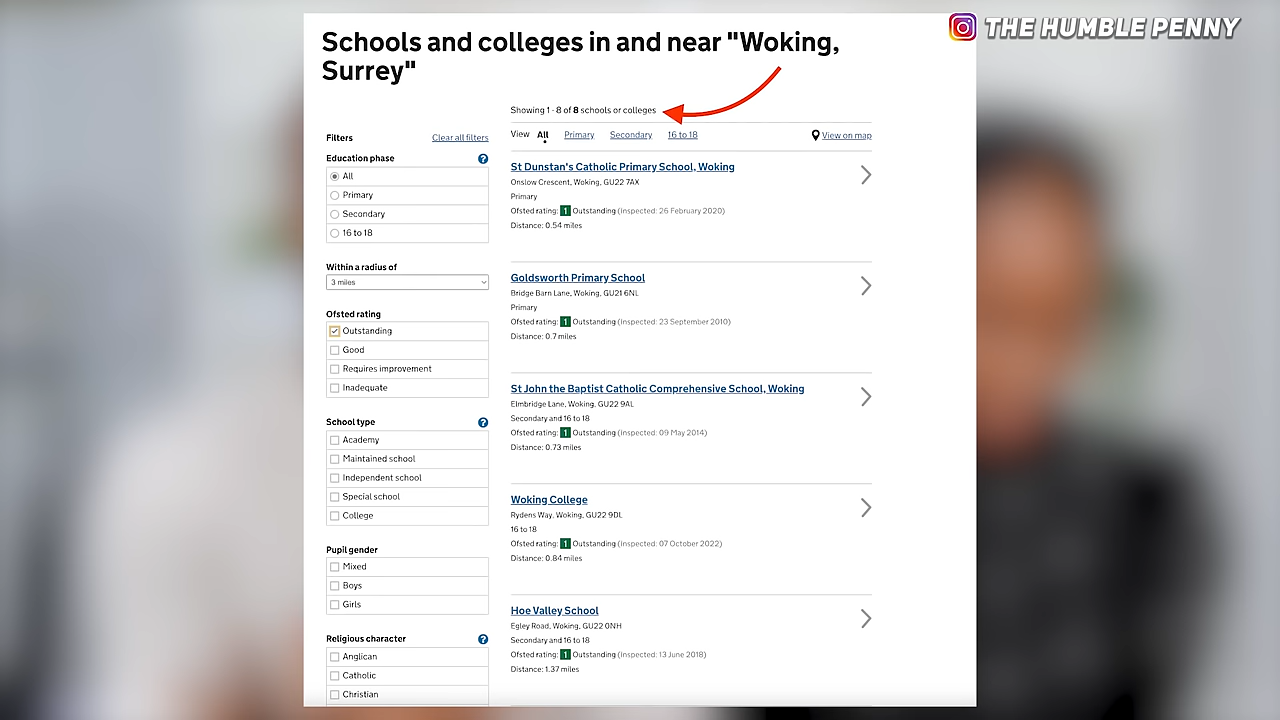 THE HUMBLE PENNY
Schools and colleges in and near "Woking,
Surrey"
Showing 1 - 8 of 8 schools or colleges
Filters
Clear all filters
View All Primary Secondary 16 to 18
View on map
Education phase
?
All
Primary
Secondary
16 to 18
Within a radius of
3 miles
Ofsted rating
Outstanding
Good
Requires improvement
Inadequate
School type
?
Academy
Maintained school
Independent school
Special school
College
Pupil gender
Mixed
Boys
Girls
Religious character
?
Anglican
Catholic
Christian
St Dunstan's Catholic Primary School, Woking
Onslow Crescent, Woking, GU22 7AX
Primary
Ofsted rating: 1 Outstanding (Inspected: 26 February 2020)
Distance: 0.54 miles
Goldsworth Primary School
Bridge Barn Lane, Woking, GU21 6NL
Primary
Ofsted rating: 1 Outstanding (Inspected: 23 September 2010)
Distance: 0.7 miles
St John the Baptist Catholic Comprehensive School, Woking
Elmbridge Lane, Woking, GU22 9AL
Secondary and 16 to 18
Ofsted rating: 1 Outstanding (Inspected: 09 May 2014)
Distance: 0.73 miles
Woking College
Rydens Way, Woking, GU22 9DL
16 to 18
Ofsted rating: 1 Outstanding (Inspected: 07 October 2022)
Distance: 0.84 miles
Hoe Valley School
Egley Road, Woking, GU22 0NH
Secondary and 16 to 18
Ofsted rating: 1 Outstanding (Inspected: 13 June 2018)
Distance: 1.37 miles